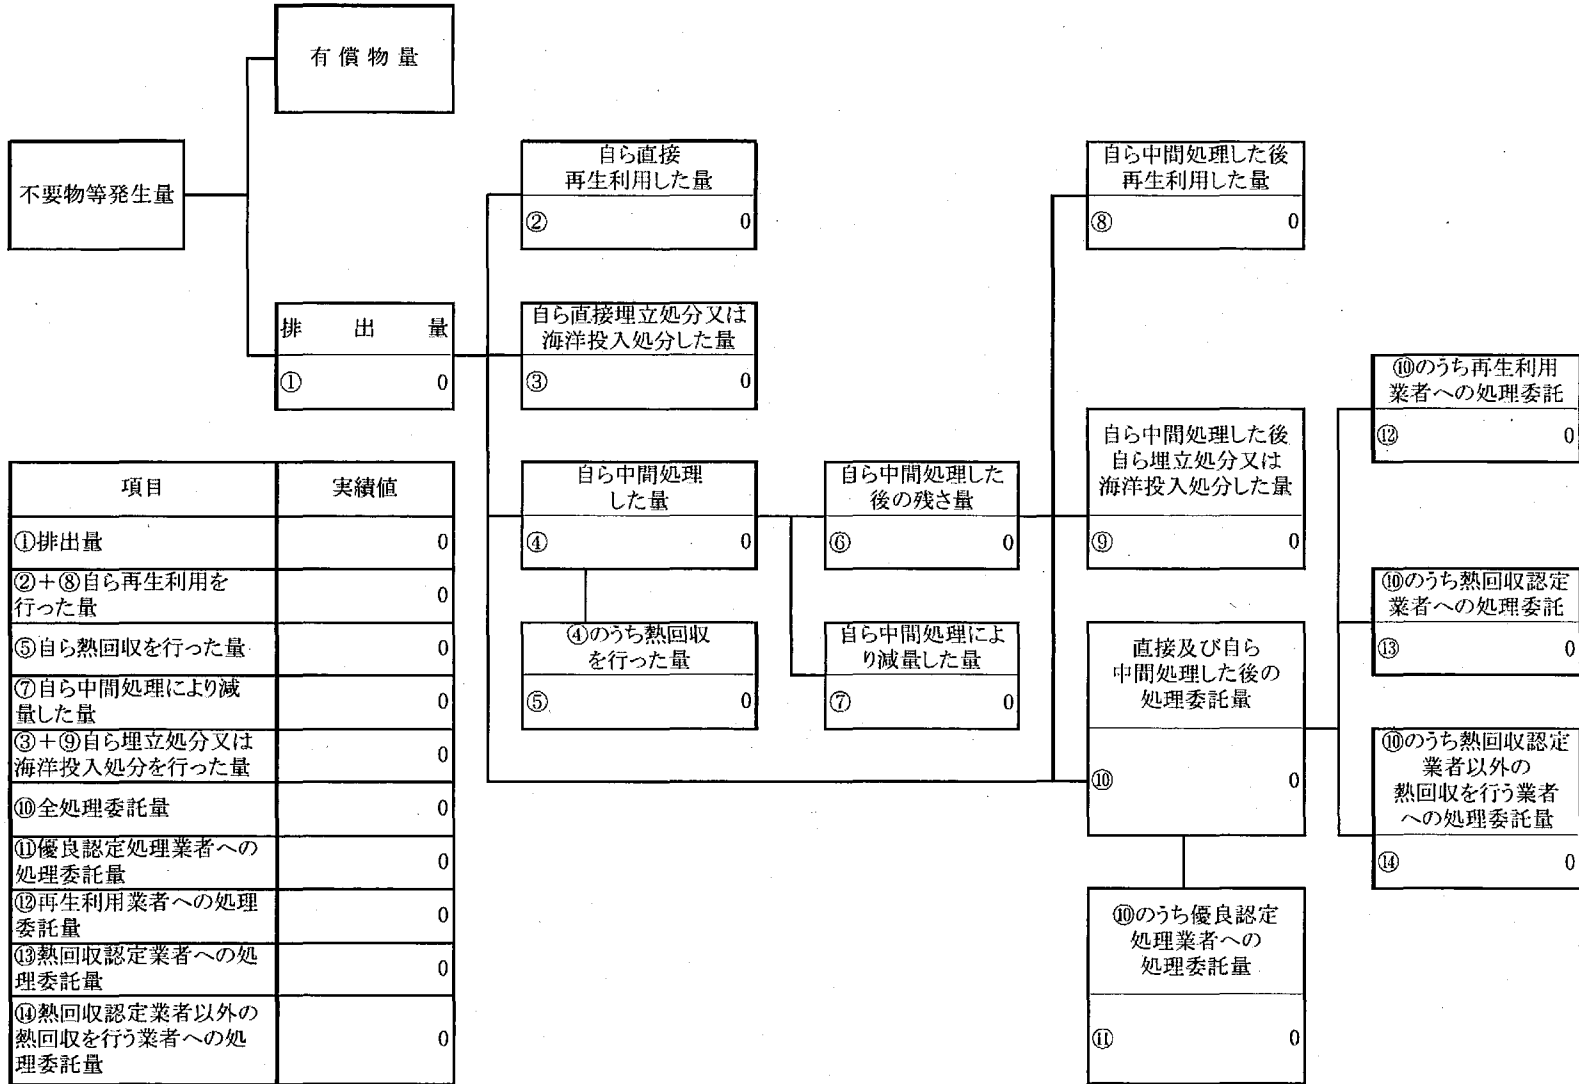 有償物量
不要物等発生量
排出量
① 0
自ら直接
再生利用した量
② 0
自ら直接埋立処分又は
海洋投入処分した量
③ 0
自ら中間処理
した量
④ 0
④のうち熱回収
を行った量
⑤ 0
自ら中間処理した
後の残さ量
⑥ 0
自ら中間処理によ
り減量した量
⑦ 0
自ら中間処理した後
再生利用した量
⑧ 0
自ら中間処理した後
自ら埋立処分又は
海洋投入処分した量
⑨ 0
直接及び自ら
中間処理した後の
処理委託量
⑩ 0
⑩のうち優良認定
処理業者への
処理委託量
⑪ 0
⑩のうち再生利用
業者への処理委託
⑫ 0
⑩のうち熱回収認定
業者への処理委託
⑬ 0
⑩のうち熱回収認定
業者以外の
熱回収を行う業者
への処理委託量
⑭ 0
項目 実績値
①排出量 0
②+⑧自ら再生利用を
行った量 0
⑤自ら熱回収を行った量 0
⑦自ら中間処理により減
量した量 0
③+⑨自ら埋立処分又は
海洋投入処分を行った量 0
⑩全処理委託量 0
⑪優良認定処理業者への
処理委託量 0
⑫再生利用業者への処理
委託量 0
⑬熱回収認定業者への処
理委託量 0
⑭熱回収認定業者以外の
熱回収を行う業者への処
理委託量 0